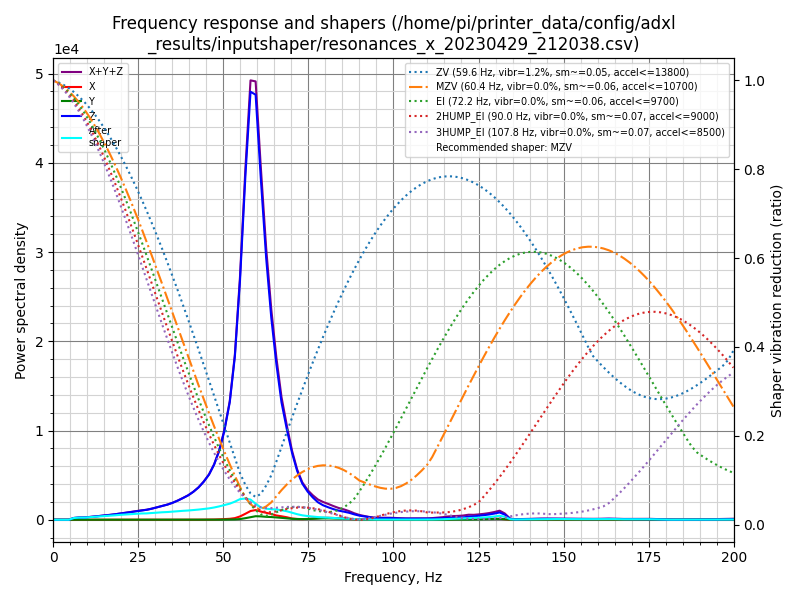 Frequency response and shapers (/home/pi/printer_data/config/adxl
_results/inputshaper/resonances_x_20230429_212038.csv)
1e4
X+Y+Z
X
Y
Z
After
shaper
ZV (59.6 Hz, vibr=1.2%, sm~=0.05, accel<=13800)
MZV (60.4 Hz, vibr=0.0%, sm~=0.06, accel<=10700)
EI (72.2 Hz, vibr=0.0%, sm~=0.06, accel<=9700)
2HUMP_EI (90.0 Hz, vibr=0.0%, sm~=0.07, accel<=9000)
3HUMP_EI (107.8 Hz, vibr=0.0%, sm~=0.07, accel<=8500)
Recommended shaper: MZV
Power spectral density
5
4
3
2
1
0
1.0
0.8
0.6
0.4
0.2
0.0
Shaper vibration reduction (ratio)
0 25 50 75 100 125 150 175 200
Frequency, Hz